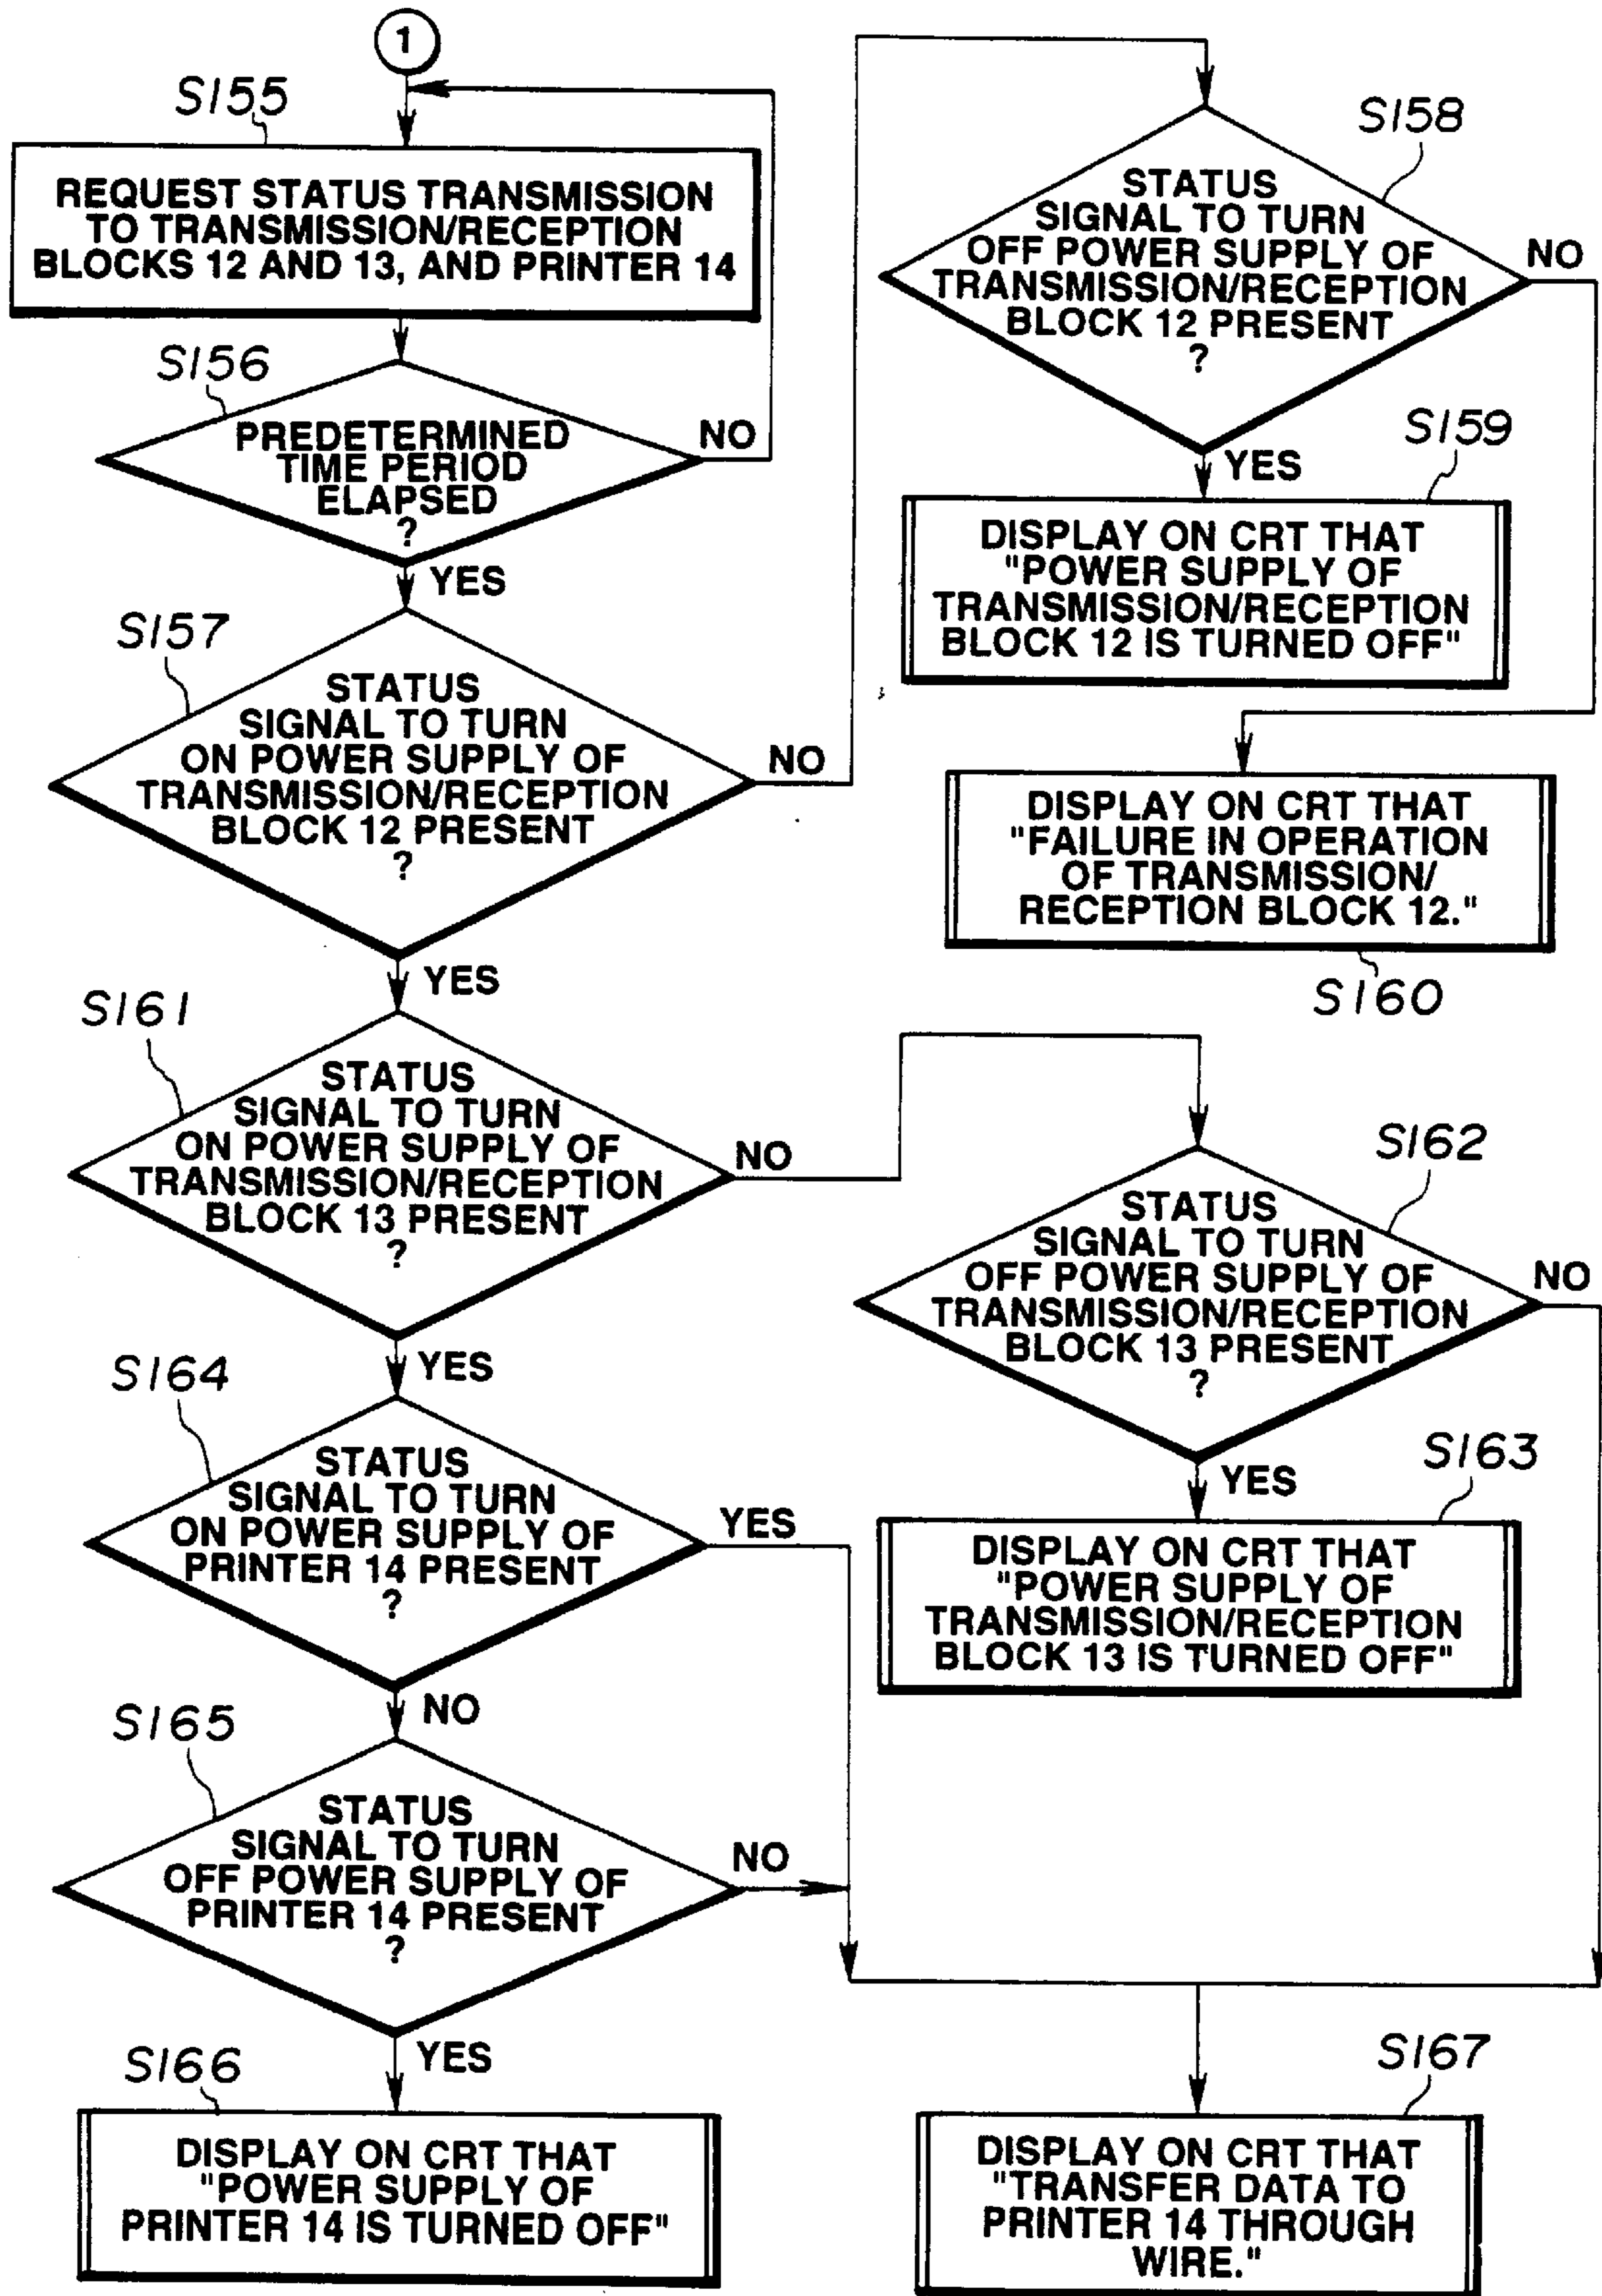 1
S155
REQUEST STATUS TRANSMISSION
TO TRANSMISSION/RECEPTION
BLOCKS 12 AND 13, AND PRINTER 14
S156
PREDETERMINED
TIME PERIOD
ELAPSED
?
NO
YES
S157
STATUS
SIGNAL TO TURN
ON POWER SUPPLY OF
TRANSMISSION/RECEPTION
BLOCK 12 PRESENT
?
NO
YES
S158
STATUS
SIGNAL TO TURN
OFF POWER SUPPLY OF
TRANSMISSION/RECEPTION
BLOCK 12 PRESENT
?
NO
YES
S159
DISPLAY ON CRT THAT
"POWER SUPPLY OF
TRANSMISSION/RECEPTION
BLOCK 12 IS TURNED OFF"
DISPLAY ON CRT THAT
"FAILURE IN OPERATION
OF TRANSMISSION/
RECEPTION BLOCK 12."
S160
S161
STATUS
SIGNAL TO TURN
ON POWER SUPPLY OF
TRANSMISSION/RECEPTION
BLOCK 13 PRESENT
?
NO
YES
S162
STATUS
SIGNAL TO TURN
OFF POWER SUPPLY OF
TRANSMISSION/RECEPTION
BLOCK 13 PRESENT
?
NO
YES
S163
DISPLAY ON CRT THAT
"POWER SUPPLY OF
TRANSMISSION/RECEPTION
BLOCK 13 IS TURNED OFF"
S164
STATUS
SIGNAL TO TURN
ON POWER SUPPLY OF
PRINTER 14 PRESENT
?
YES
NO
S165
STATUS
SIGNAL TO TURN
OFF POWER SUPPLY OF
PRINTER 14 PRESENT
?
NO
YES
S166
DISPLAY ON CRT THAT
"POWER SUPPLY OF
PRINTER 14 IS TURNED OFF"
S167
DISPLAY ON CRT THAT
"TRANSFER DATA TO
PRINTER 14 THROUGH
WIRE."